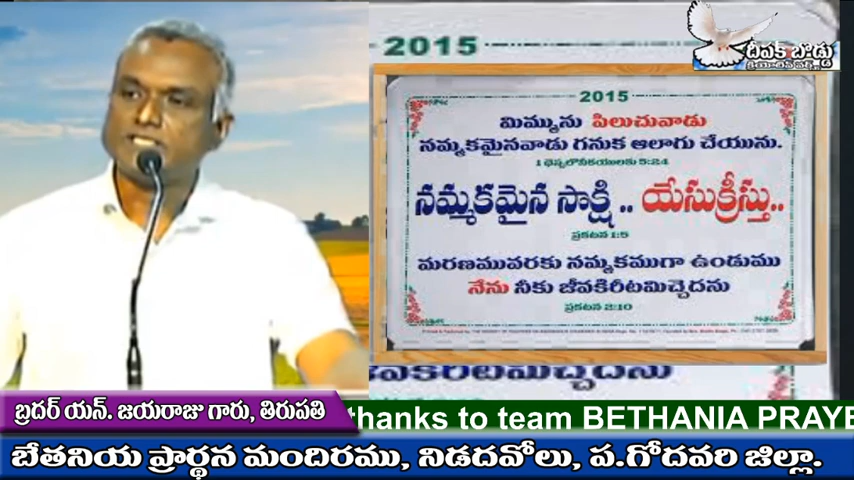 2015
దీపక్ బొడ్డు
2015
మిమ్మును పిలుచువాడు
నమ్మకమైనవాడు గనుక ఆలాగు చేయును.
1 థెస్సలొనీకయులకు 5:24
నమ్మకమైన సాక్షి .. యేసుక్రీస్తు..
ప్రకటన 1:5
మరణమువరకు నమ్మకముగా ఉండుము
నేను నీకు జీవకిరీటమిచ్చెదను
ప్రకటన 2:10
వకిరీటమిచ్చెదను
బ్రదర్ యన్. జయరాజు గారు, తిరుపతి
thanks to team BETHANIA PRAYE
బేతనియ ప్రార్థన మందిరము, నిడదవోలు, ప.గోదవరి జిల్లా.